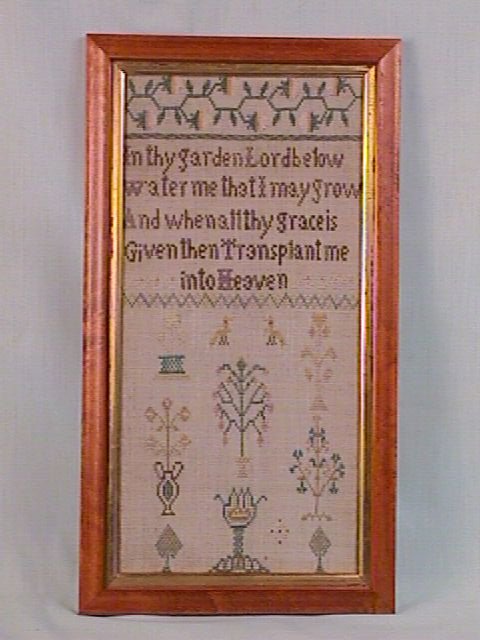 In thy garden Lord below
water me that I may grow
And when all thy grace is
Given then Transplant me
into Heaven